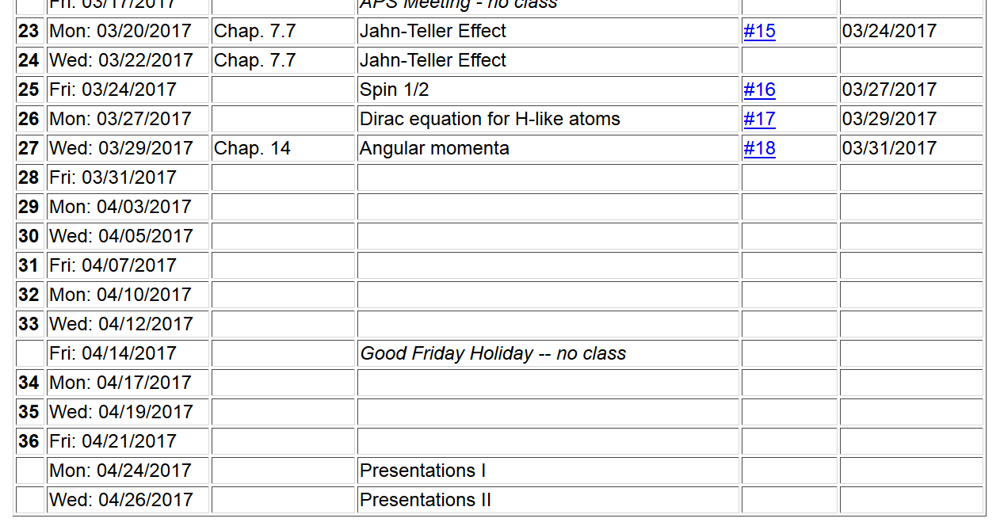 Fri: 03/17/2017 APS Meeting - no class
23 Mon: 03/20/2017 Chap. 7.7 Jahn-Teller Effect #15 03/24/2017
24 Wed: 03/22/2017 Chap. 7.7 Jahn-Teller Effect
25 Fri: 03/24/2017 Spin 1/2 #16 03/27/2017
26 Mon: 03/27/2017 Dirac equation for H-like atoms #17 03/29/2017
27 Wed: 03/29/2017 Chap. 14 Angular momenta #18 03/31/2017
28 Fri: 03/31/2017
29 Mon: 04/03/2017
30 Wed: 04/05/2017
31 Fri: 04/07/2017
32 Mon: 04/10/2017
33 Wed: 04/12/2017
Fri: 04/14/2017 Good Friday Holiday -- no class
34 Mon: 04/17/2017
35 Wed: 04/19/2017
36 Fri: 04/21/2017
Mon: 04/24/2017 Presentations I
Wed: 04/26/2017 Presentations II